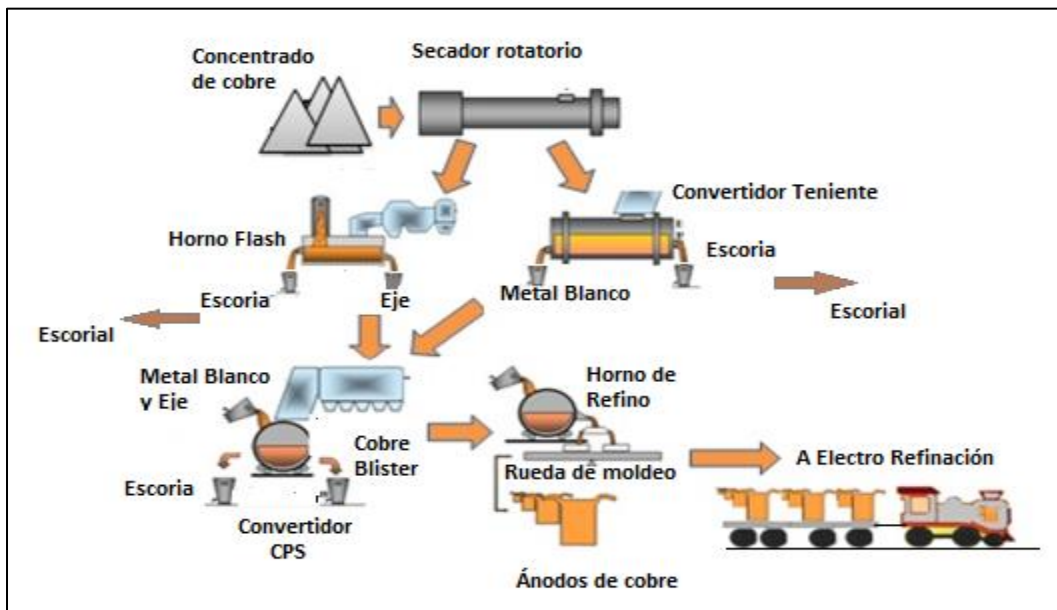 Concentrado
de cobre
Secador rotatorio
Convertidor Teniente
Horno Flash
Escoria
Escoria
Eje
Metal Blanco
Escorial
Escorial
Metal Blanco
y Eje
Horno de
Refino
Cobre
Blister
Rueda de moldeo
A Electro Refinación
Escoria
Convertidor
CPS
Ánodos de cobre